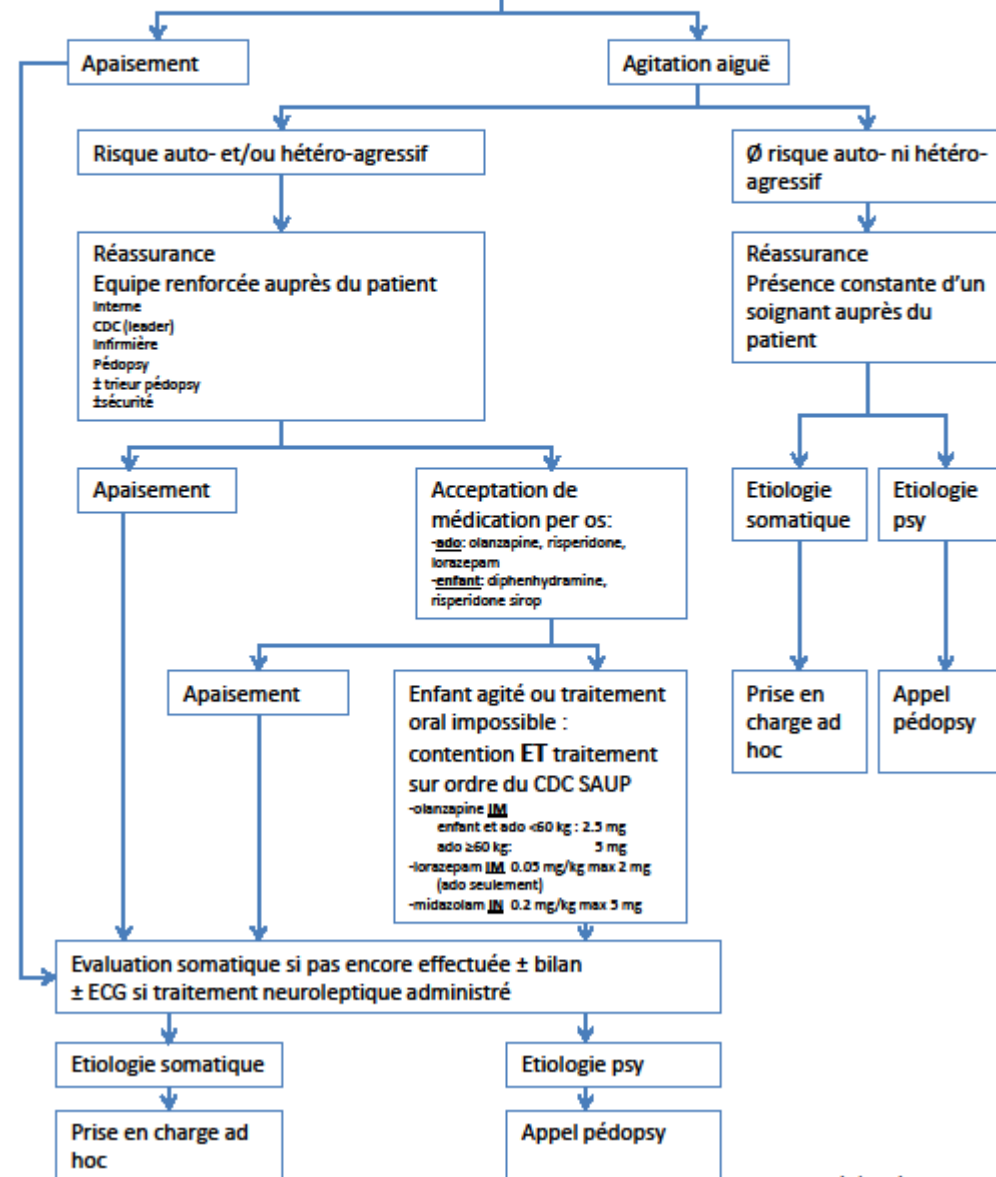 Apaisement
Agitation aiguë
Risque auto- et/ou hétéro-agressif
Ø risque auto- ni hétéro-
agressif
Réassurance
Equipe renforcée auprès du patient
Interne
CDC (leader)
Infirmière
Pédopsy
± trieur pédopsy
±sécurité
Réassurance
Présence constante d'un
soignant auprès du
patient
Apaisement
Acceptation de
médication per os:
-ado: olanzapine, risperidone,
lorazepam
-enfant: diphenhydramine,
risperidone sirop
Etiologie
somatique
Etiologie
psy
Apaisement
Enfant agité ou traitement
oral impossible :
contention ET traitement
sur ordre du CDC SAUP
-olanzapine IM
enfant et ado <60 kg : 2.5 mg
ado ≥60 kg: 5 mg
-lorazepam IM 0.05 mg/kg max 2 mg
(ado seulement)
-midazolam IN 0.2 mg/kg max 5 mg
Prise en
charge ad
hoc
Appel
pédopsy
Evaluation somatique si pas encore effectuée ± bilan
± ECG si traitement neuroleptique administré
Etiologie somatique
Etiologie psy
Prise en charge ad
hoc
Appel pédopsy